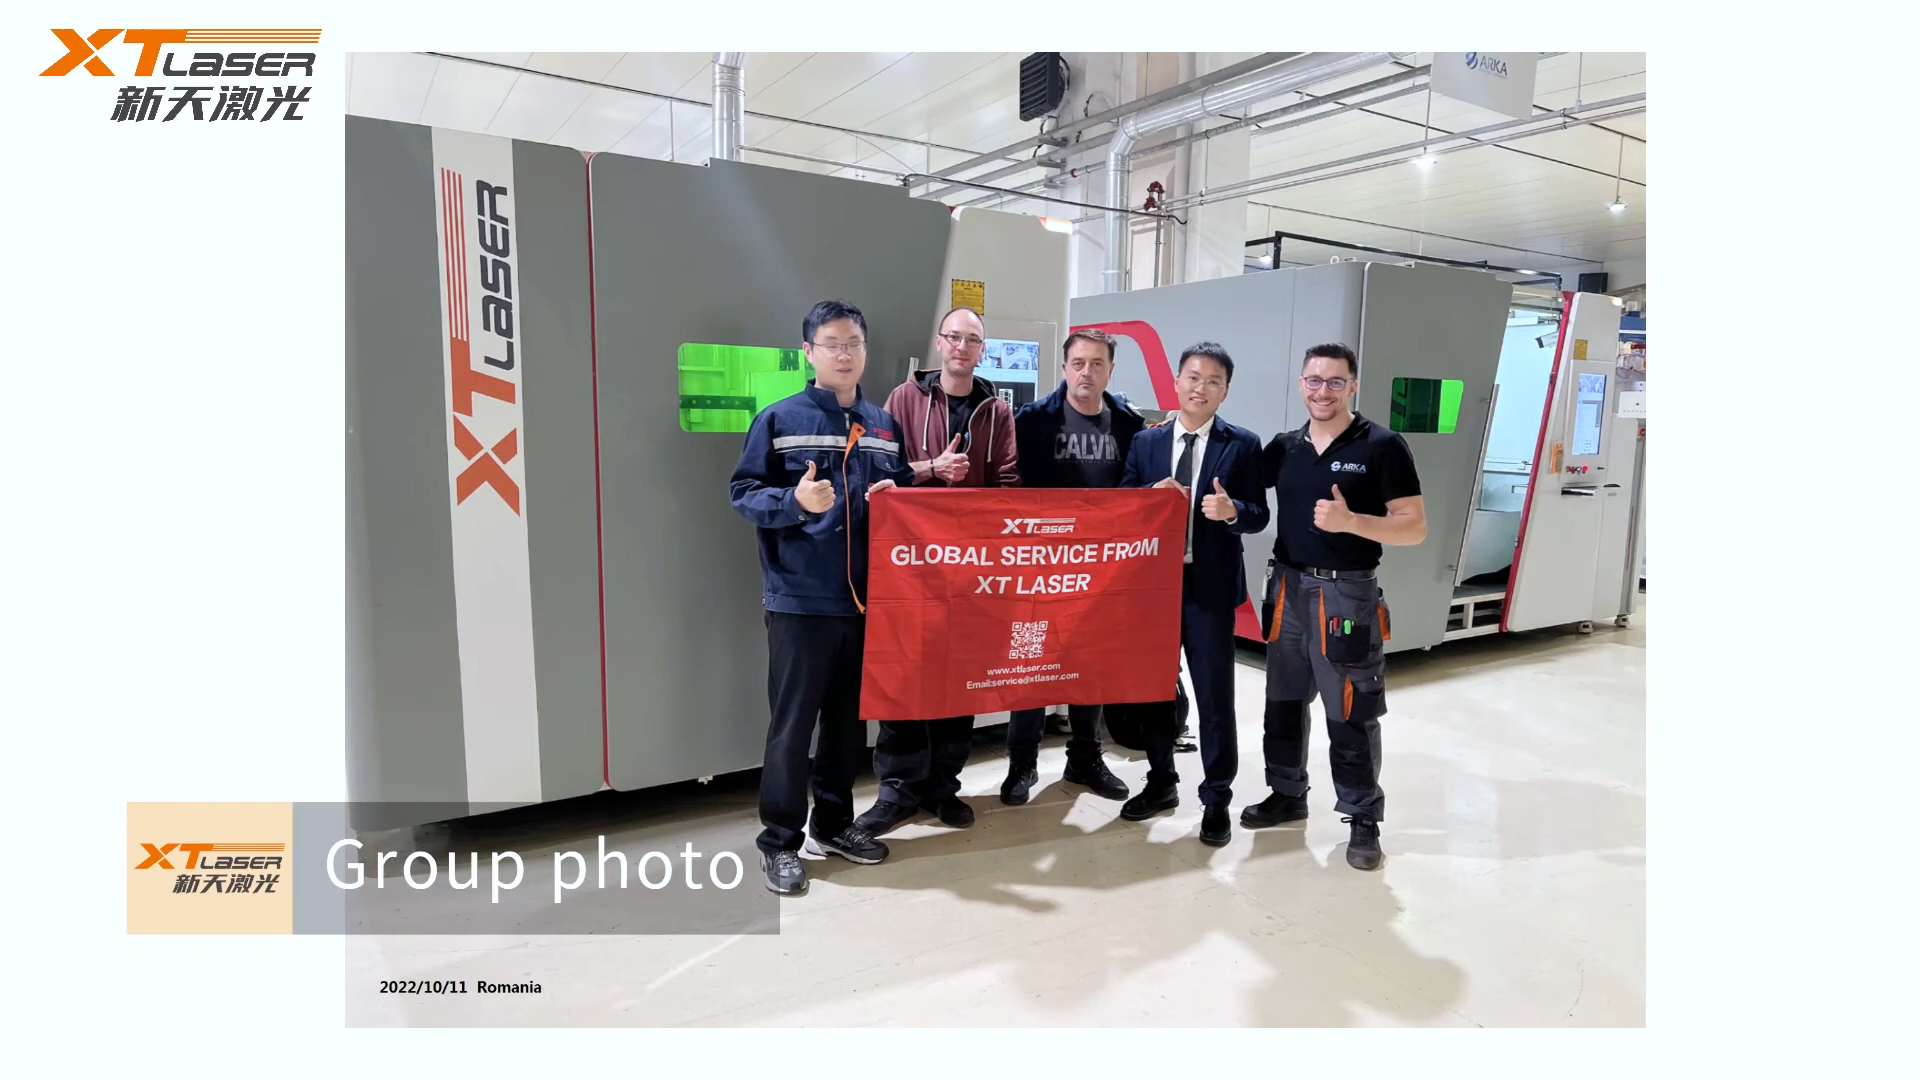 XT LASER
新天激光
ARKA
XT LASER
CALVIN
ARKA
XT LASER
GLOBAL SERVICE FROM
XT LASER
www.xtlaser.com
Email:service@xtlaser.com
XT LASER
新天激光
Group photo
2022/10/11 Romania